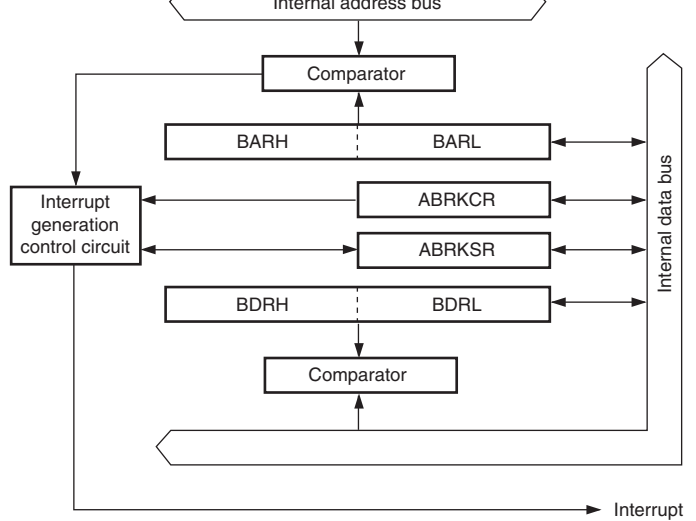 Internal address bus
Comparator
BARH BARL
ABRKCR
Interrupt
generation
control circuit
ABRKSR
Internal data bus
BDRH BDRL
Comparator
Interrupt